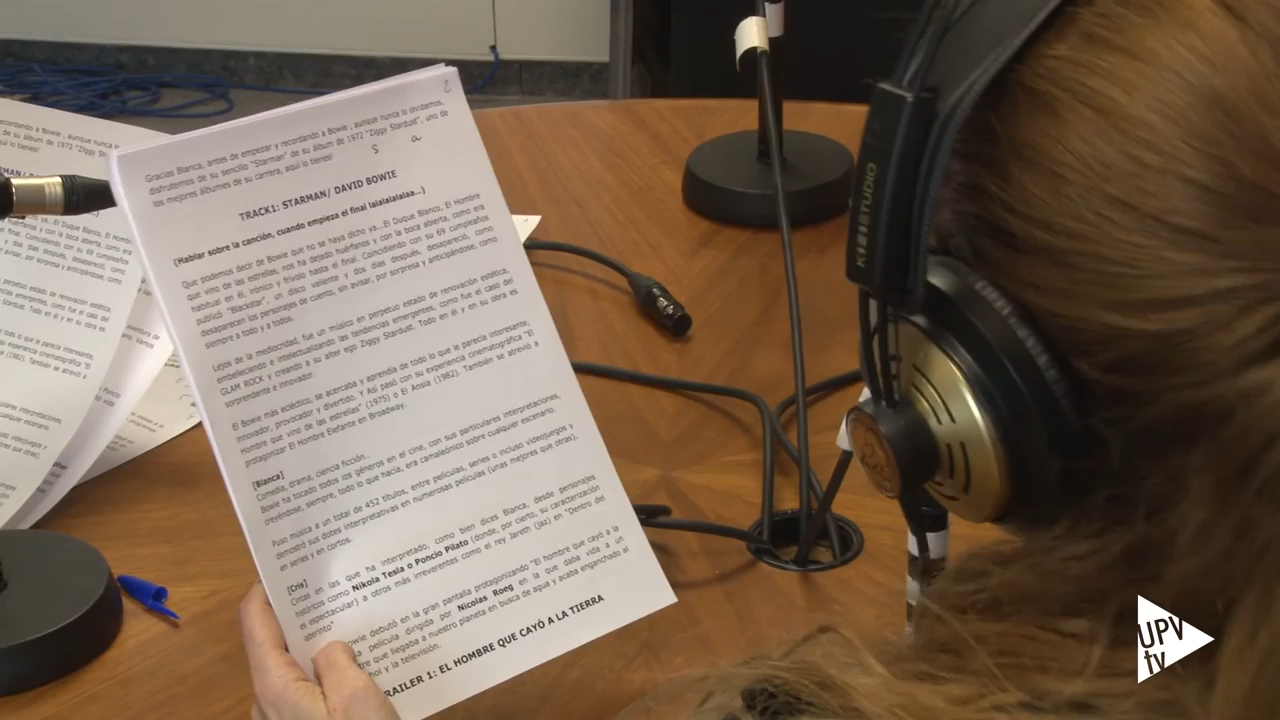 2
Gracias Blanca, antes de empezar y recordando a Bowie , aunque nunca lo olvidamos,
disfrutemos de su sencillo "Starman" de su álbum de 1972 "Ziggy Stardust", uno de
los mejores álbumes de su carrera, aquí lo tienes!
s a
TRACK1: STARMAN/ DAVID BOWIE
(Hablar sobre la canción, cuando empieza el final lalalalalalaa...)
Que podemos decir de Bowie que no se haya dicho ya...El Duque Blanco, El Hombre
que vino de las estrellas, nos ha dejado huérfanos y con la boca abierta, como era
habitual en él, irónico y frívolo hasta el final. Coincidiendo con su 69 cumpleaños
publicó "Blackstar", un disco valiente y dos días después, desapareció, como
desaparecen los personajes de cuento, sin avisar, por sorpresa y anticipándose, como
siempre a todo y a todos.
Lejos de la mediocridad, fue un músico en perpetuo estado de renovación estética,
embelleciendo e intelectualizando las tendencias emergentes, como fue el caso del
GLAM ROCK y creando a su alter ego Ziggy Stardust. Todo en él y en su obra es
sorprendente e innovador.
El Bowie más ecléctico, se acercaba y aprendía de todo lo que le parecía interesante,
innovador, provocador y divertido. Y Así pasó con su experiencia cinematográfica "El
Hombre que vino de las estrellas" (1975) o El Ansia (1982). También se atrevió a
protagonizar El Hombre Elefante en Broadway.
[Blanca]
Comedia, drama, ciencia ficción..
Bowie ha tocado todos los géneros en el cine, con sus particulares interpretaciones,
creyéndose, siempre, todo lo que hacía, era camaleónico sobre cualquier escenario.
Puso música a un total de 452 títulos, entre películas, series o incluso videojuegos y
demostró sus dotes interpretativas en numerosas películas (unas mejores que otras),
en series y en cortos.
[Cris]
Cintas en las que ha interpretado, como bien dices Blanca, desde personajes
históricos como Nikola Tesla o Poncio Pilato (donde, por cierto, su caracterización
es espectacular) a otros más irreverentes como el rey Jareth (jaz) en "Dentro del
laberinto"
Bowie debutó en la gran pantalla protagonizando "El hombre que cayó a la
película dirigida por Nicolas Roeg en la que daba vida a un
que llegaba a nuestro planeta en busca de agua y acaba enganchado al
hol y la televisión.
RAILER 1: EL HOMBRE QUE CAYÓ A LA TIERRA
K121STUDIO
UPV
tv